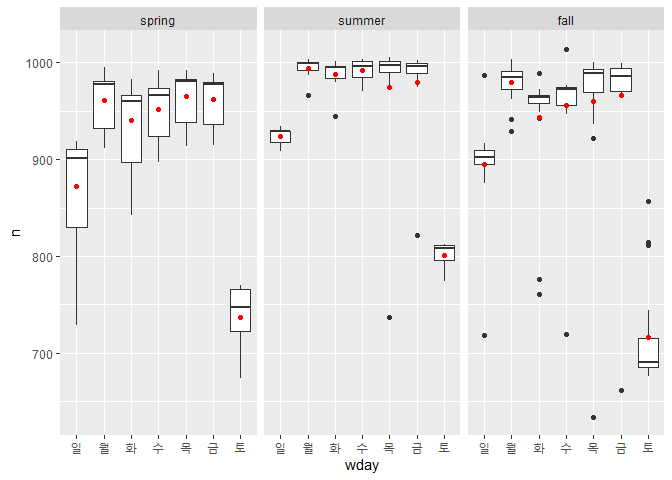 spring summer fall
1000
900
800
700
n
일 월 화 수 목 금 토 일 월 화 수 목 금 토 일 월 화 수 목 금 토
wday